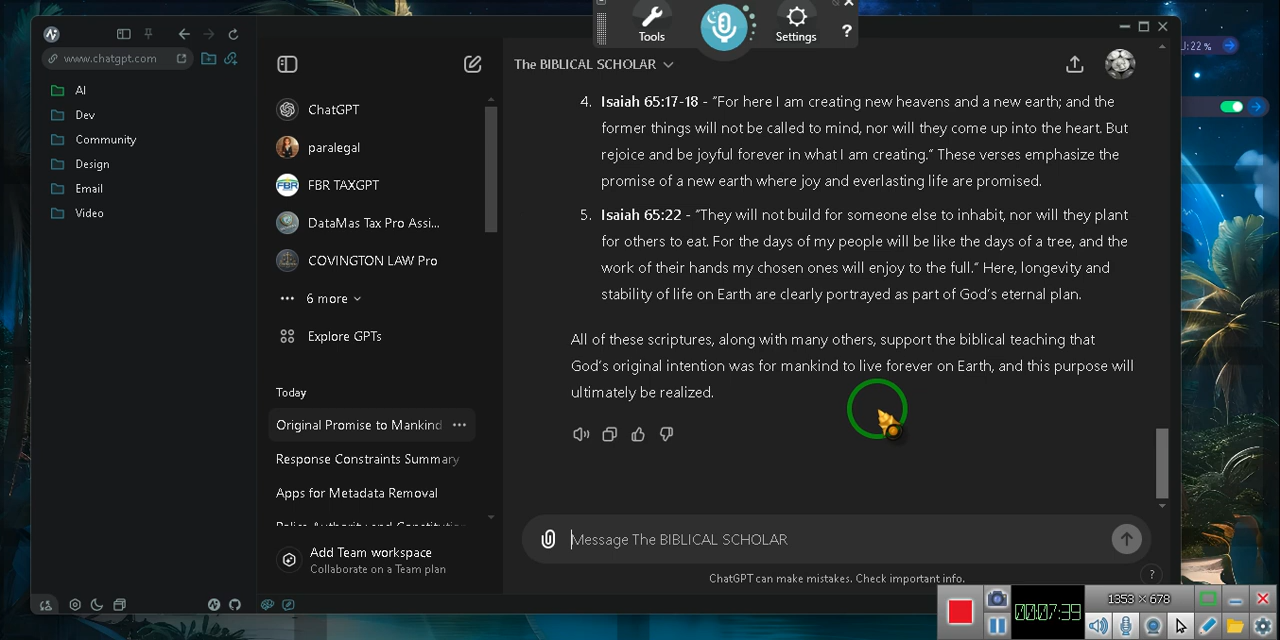 Tools
Settings
?
www.chatgpt.com
AI
Dev
Community
Design
Email
Video
ChatGPT
paralegal
FBR TAXGPT
DataMas Tax Pro Assi...
COVINGTON LAW Pro
6 more
Explore GPTs
Today
Original Promise to Mankind
Response Constraints Summary
Apps for Metadata Removal
Police Authority and Constitution
Add Team workspace
Collaborate on a Team plan
The BIBLICAL SCHOLAR
4. Isaiah 65:17-18 - "For here I am creating new heavens and a new earth; and the
former things will not be called to mind, nor will they come up into the heart. But
rejoice and be joyful forever in what I am creating." These verses emphasize the
promise of a new earth where joy and everlasting life are promised.
5. Isaiah 65:22 - "They will not build for someone else to inhabit, nor will they plant
for others to eat. For the days of my people will be like the days of a tree, and the
work of their hands my chosen ones will enjoy to the full." Here, longevity and
stability of life on Earth are clearly portrayed as part of God's eternal plan.
All of these scriptures, along with many others, support the biblical teaching that
God's original intention was for mankind to live forever on Earth, and this purpose will
ultimately be realized.
Message The BIBLICAL SCHOLAR
ChatGPT can make mistakes. Check important info.
?
U: 22 %
1353 × 678
00:07:39
FBR